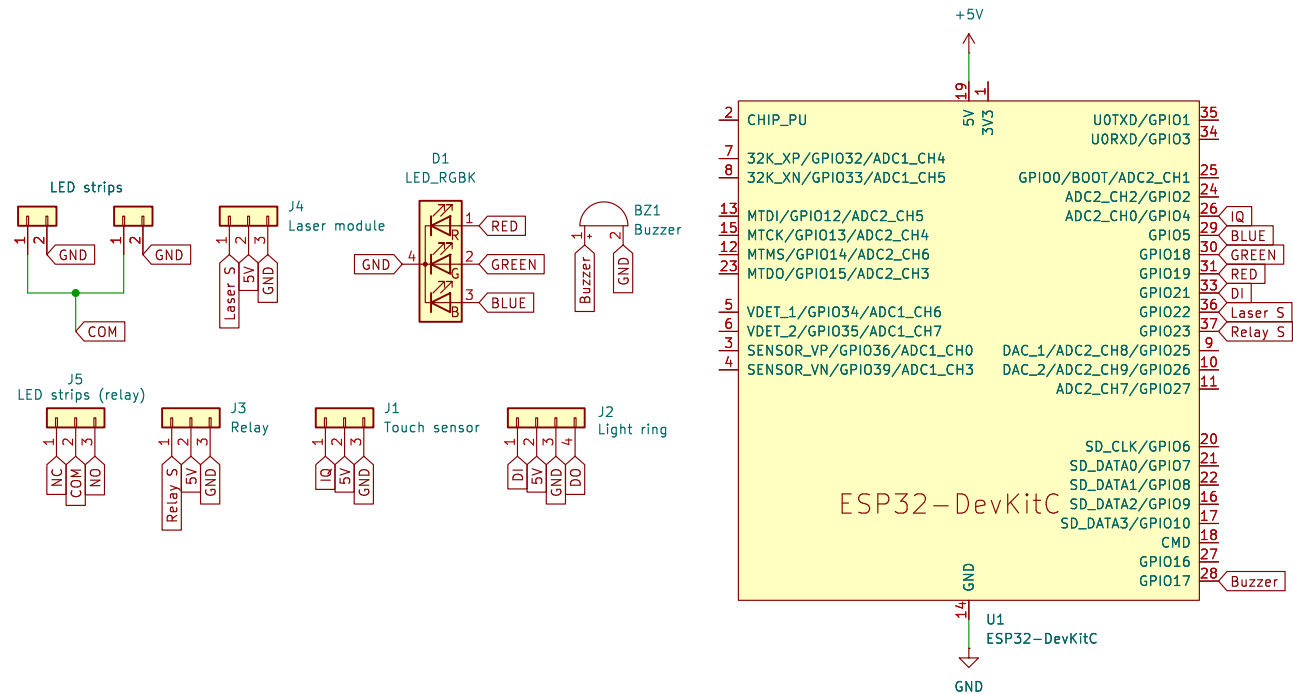 +5V
19
1
5V
3V3
2
CHIP_PU
U0TXD/GPIO1
35
U0RXD/GPIO3
34
7
32K_XP/GPIO32/ADC1_CH4
8
32K_XN/GPIO33/ADC1_CH5
GPIO0/BOOT/ADC2_CH1
25
ADC2_CH2/GPIO2
24
13
MTDI/GPIO12/ADC2_CH5
ADC2_CH0/GPIO4
26
IQ
15
MTCK/GPIO13/ADC2_CH4
GPIO5
29
BLUE
12
MTMS/GPIO14/ADC2_CH6
GPIO18
30
GREEN
23
MTDO/GPIO15/ADC2_CH3
GPIO19
31
RED
GPIO21
33
DI
5
VDET_1/GPIO34/ADC1_CH6
GPIO22
36
Laser S
6
VDET_2/GPIO35/ADC1_CH7
GPIO23
37
Relay S
3
SENSOR_VP/GPIO36/ADC1_CH0
DAC_1/ADC2_CH8/GPIO25
9
4
SENSOR_VN/GPIO39/ADC1_CH3
DAC_2/ADC2_CH9/GPIO26
10
ADC2_CH7/GPIO27
11
SD_CLK/GPIO6
20
SD_DATA0/GPIO7
21
SD_DATA1/GPIO8
22
SD_DATA2/GPIO9
16
SD_DATA3/GPIO10
17
CMD
18
GPIO16
27
GPIO17
28
Buzzer
ESP32-DevKitC
GND
14
U1
ESP32-DevKitC
GND
LED strips
1
2
GND
1
2
GND
COM
J4
Laser module
1
2
3
Laser S
5V
GND
D1
LED_RGBK
R
1
RED
GND
4
G
2
GREEN
B
3
BLUE
BZ1
Buzzer
1
+
2
Buzzer
GND
J5
LED strips (relay)
1
2
3
NC
COM
NO
J3
Relay
1
2
3
Relay S
5V
GND
J1
Touch sensor
1
2
3
IQ
5V
GND
J2
Light ring
1
2
3
4
DI
5V
GND
DO